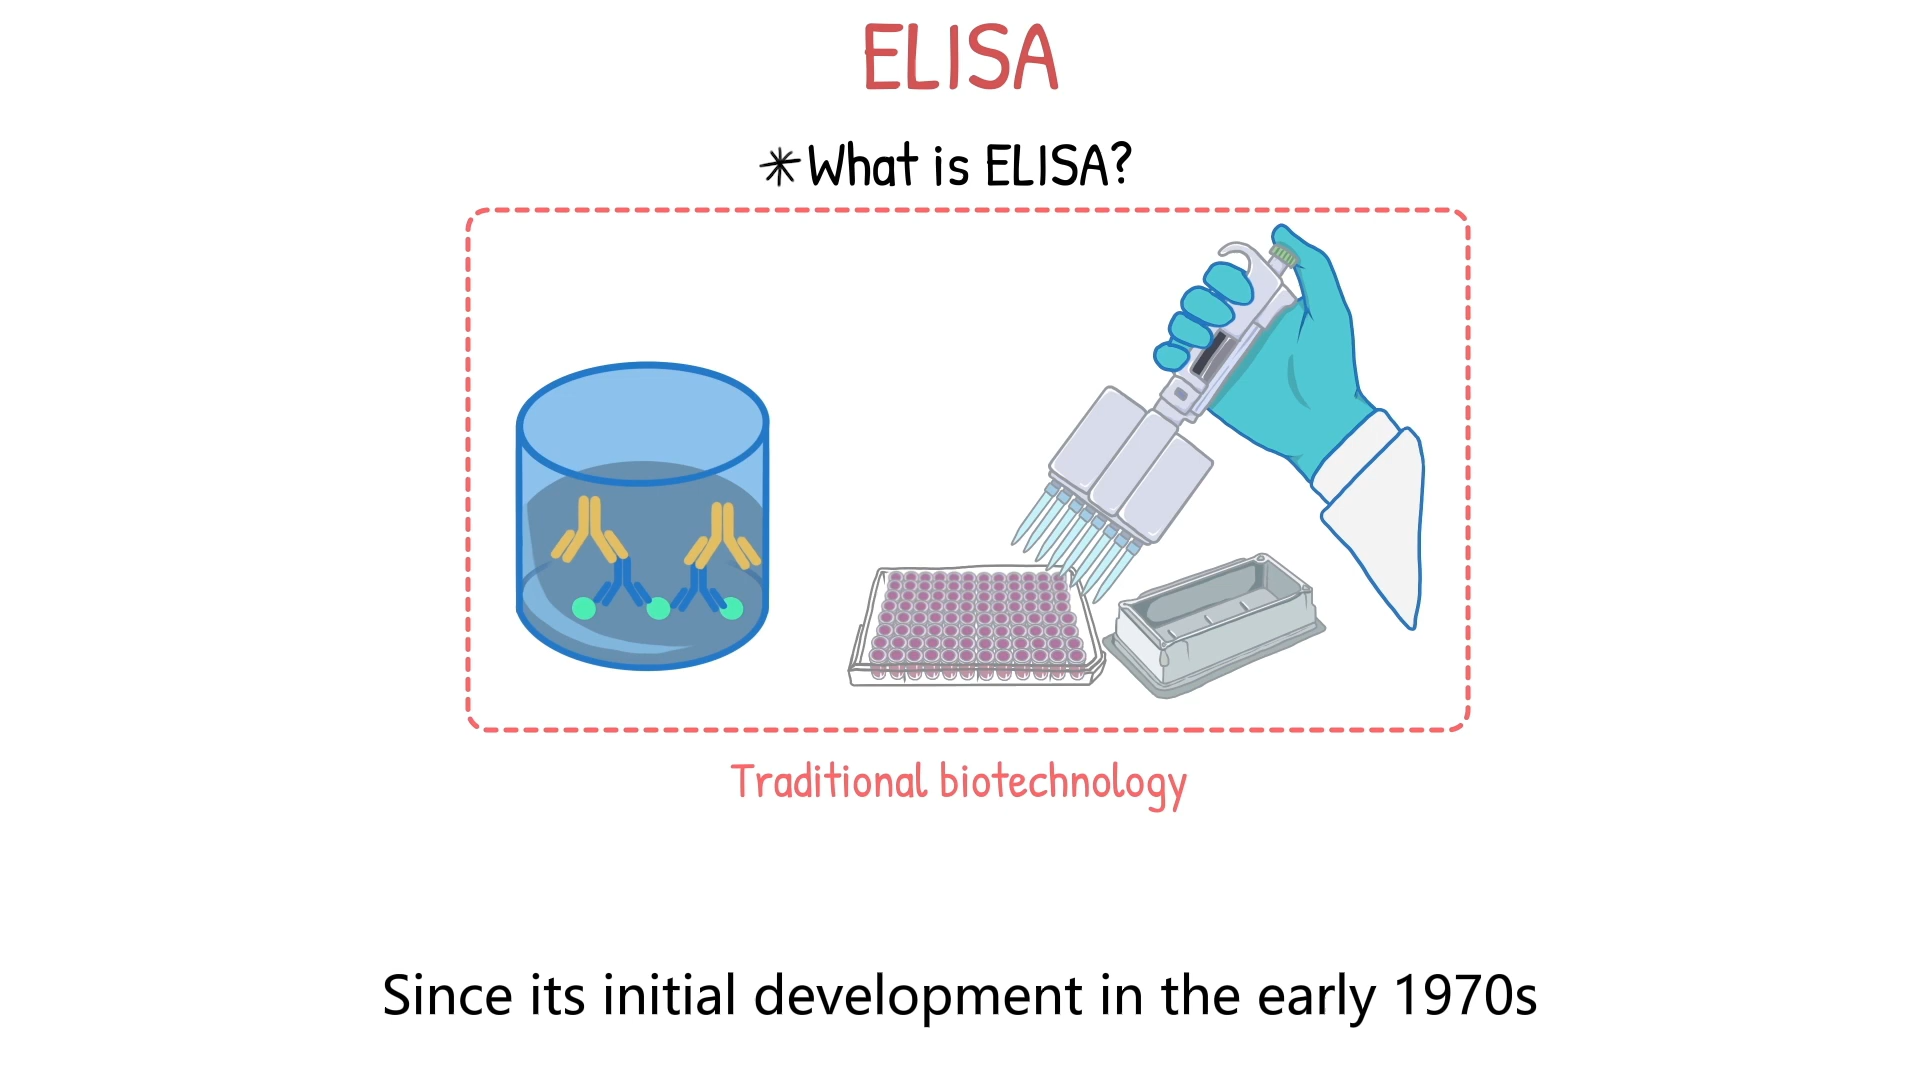 ELISA
*What is ELISA?
Traditional biotechnology
Since its initial development in the early 1970s